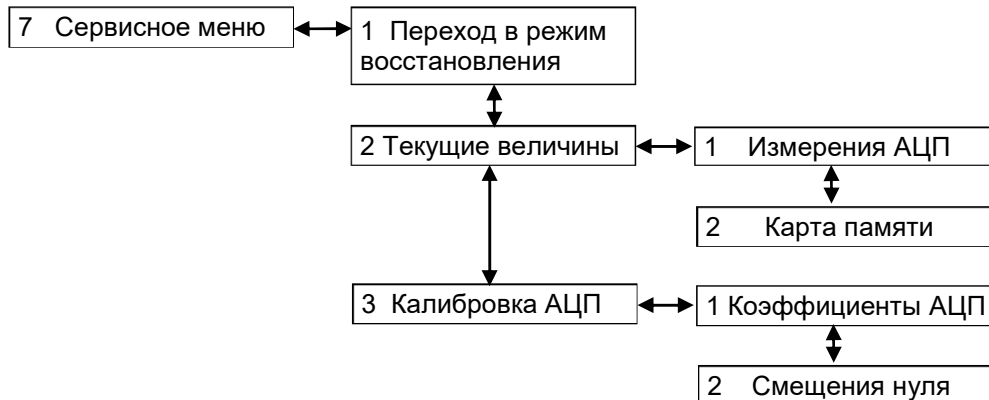 7 Сервисное меню
1 Переход в режим
восстановления
2 Текущие величины
1 Измерения АЦП
2 Карта памяти
3 Калибровка АЦП
1 Коэффициенты АЦП
2 Смещения нуля